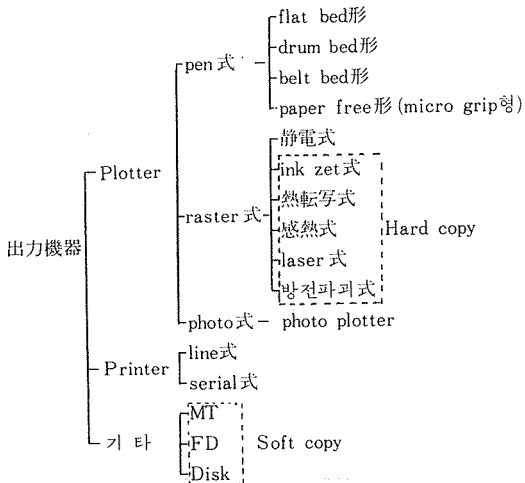 flat bed形
drum bed形
pen式
belt bed形
paper free形 (micro grip형)
静電式
Plotter
ink zet式
熱転写式
raster式
感熱式
Hard copy
出力機器
laser式
방전파괴式
photo式 photo plotter
line式
Printer
serial式
MT
기타
FD
Soft copy
Disk